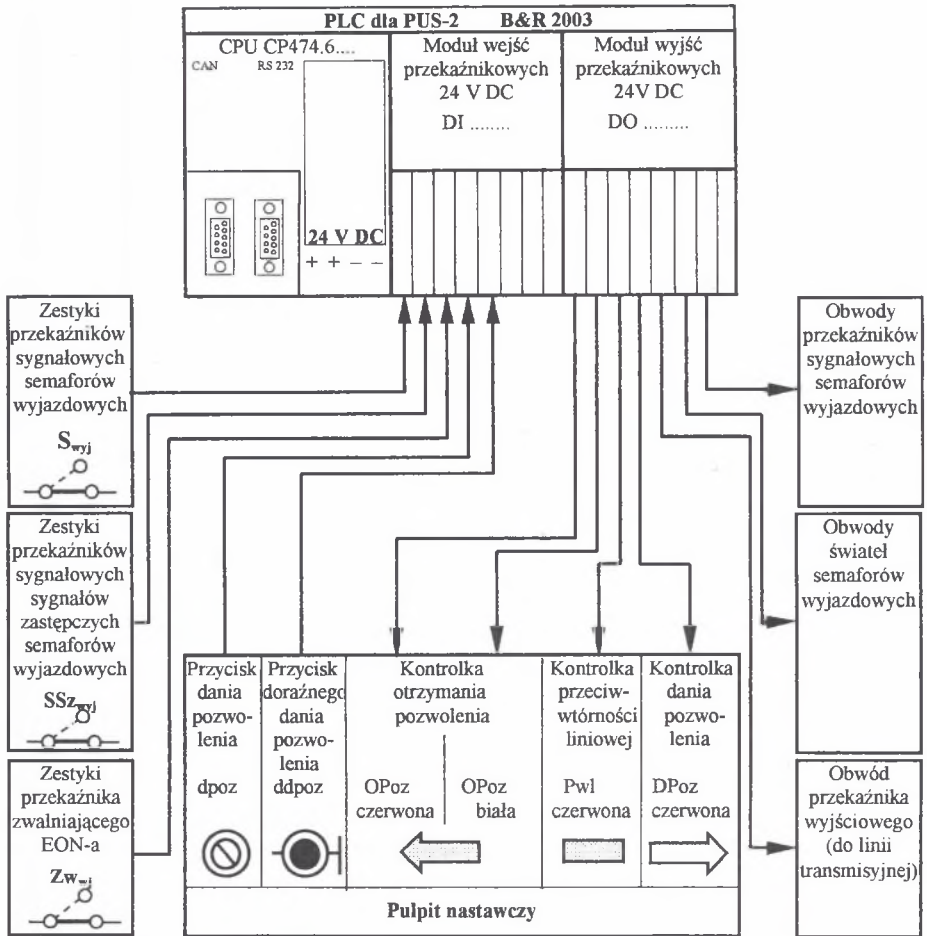 PLC dla PUS-2 B&R 2003
CPU CP474.6....
CAN RS 232
24 V DC
+ + − −
Moduł wejść
przekaźnikowych
24 V DC
DI ........
Moduł wyjść
przekaźnikowych
24V DC
DO .........
Zestyki
przekaźników
sygnałowych
semaforów
wyjazdowych
Swyj
Zestyki
przekaźników
sygnałowych
sygnałów
zastępczych
semaforów
wyjazdowych
SSzwyj
Zestyki
przekaźnika
zwalniającego
EON-a
Obwody
przekaźników
sygnałowych
semaforów
wyjazdowych
Obwody
świateł
semaforów
wyjazdowych
Obwód
przekaźnika
wyjściowego
(do linii
transmisyjnej)
Przycisk
dania
pozwo-
lenia
dpoz
Przycisk
doraźnego
dania
pozwo-
lenia
ddpoz
Kontrolka
otrzymania
pozwolenia
OPoz
czerwona
OPoz
biała
Kontrolka
przeciw-
wtórności
liniowej
Pwl
czerwona
Kontrolka
dania
pozwo-
lenia
DPoz
czerwona
Pulpit nastawczy